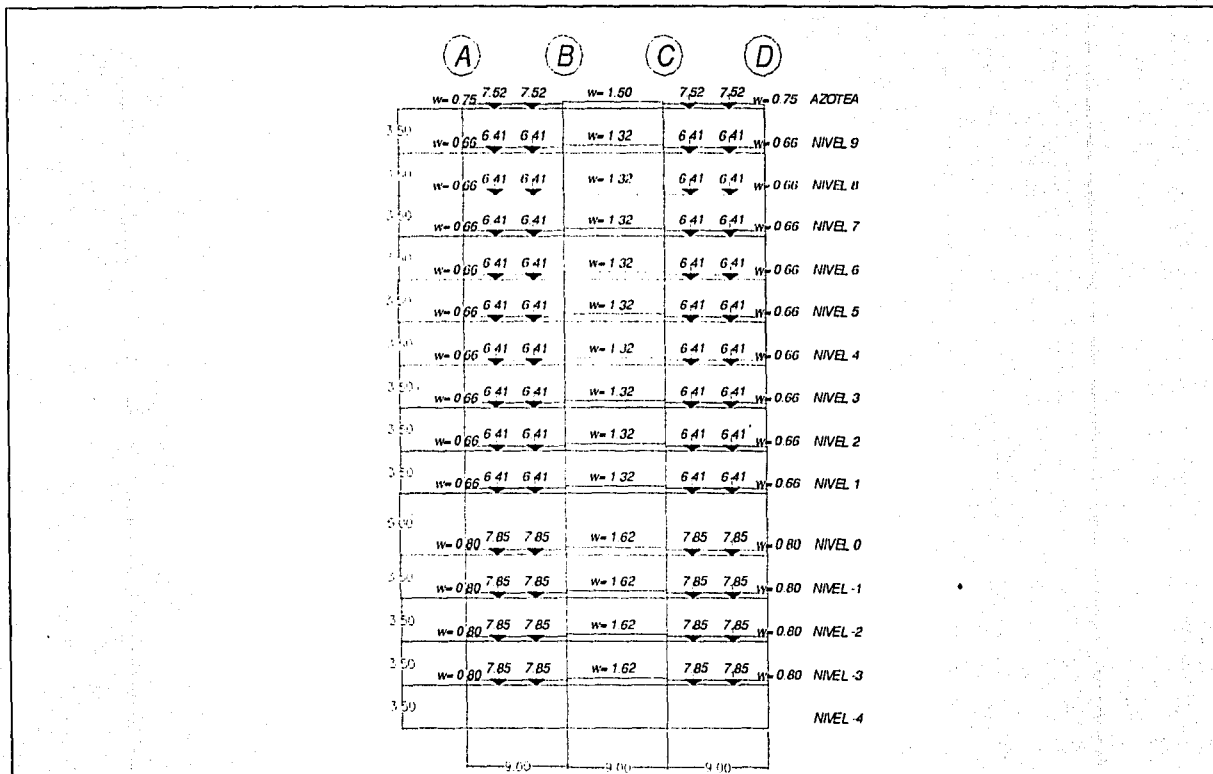 A B C D
w= 0.75 7.52 7.52 w= 1.50 7.52 7.52 w= 0.75 AZOTEA
3.50
w= 0.66 6.41 6.41 w= 1.32 6.41 6.41 w= 0.66 NIVEL 9
w= 0.66 6.41 6.41 w= 1.32 6.41 6.41 w= 0.66 NIVEL 8
3.50
w= 0.66 6.41 6.41 w= 1.32 6.41 6.41 w= 0.66 NIVEL 7
w= 0.66 6.41 6.41 w= 1.32 6.41 6.41 w= 0.66 NIVEL 6
3.50
w= 0.66 6.41 6.41 w= 1.32 6.41 6.41 w= 0.66 NIVEL 5
3.50
w= 0.66 6.41 6.41 w= 1.32 6.41 6.41 w= 0.66 NIVEL 4
3.50
w= 0.66 6.41 6.41 w= 1.32 6.41 6.41 w= 0.66 NIVEL 3
3.50
w= 0.66 6.41 6.41 w= 1.32 6.41 6.41 w= 0.66 NIVEL 2
3.50
w= 0.66 6.41 6.41 w= 1.32 6.41 6.41 w= 0.66 NIVEL 1
w= 0.80 7.85 7.85 w= 1.62 7.85 7.85 w= 0.80 NIVEL 0
3.50
w= 0.80 7.85 7.85 w= 1.62 7.85 7.85 w= 0.80 NIVEL -1
3.50
w= 0.80 7.85 7.85 w= 1.62 7.85 7.85 w= 0.80 NIVEL -2
3.50
w= 0.80 7.85 7.85 w= 1.62 7.85 7.85 w= 0.80 NIVEL -3
3.50
NIVEL -4
9.00 9.00 9.00